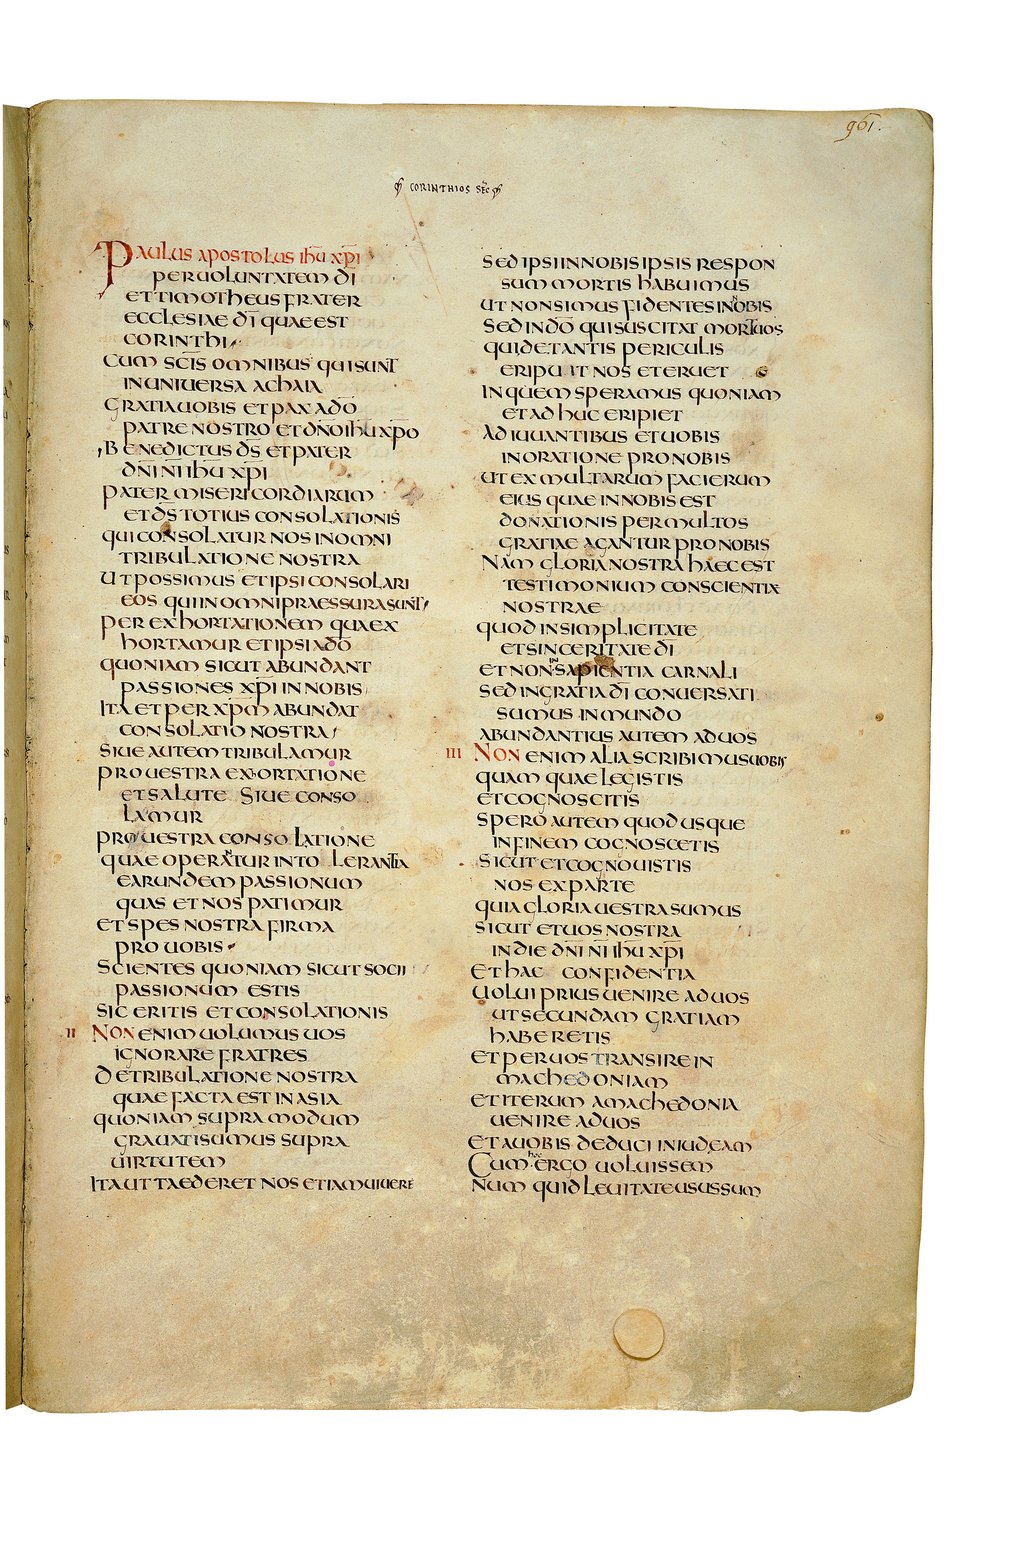 961.
CORINTHIOS SEC
PAULUS APOSTOLUS IHU XPI
PER UOLUNTATEM DI
ET TIMOTHEUS FRATER
ECCLESIAE DI QUAE EST
CORINTHI
CUM SCIS OMNIBUS QUI SUNT
IN UNIUERSA ACHAIA
GRATIA UOBIS ET PAX A DO
PATRE NOSTRO ET DNO IHU XPO
BENEDICTUS DS ET PATER
DNI NI IHU XPI
PATER MISERICORDIARUM
ET DS TOTIUS CONSOLATIONIS
QUI CONSOLATUR NOS IN OMNI
TRIBULATIONE NOSTRA
UT POSSIMUS ET IPSI CONSOLARI
EOS QUI IN OMNI PRAESSURA SUNT
PER EXHORTATIONEM QUA EX
HORTAMUR ET IPSI A DO
QUONIAM SICUT ABUNDANT
PASSIONES XPI IN NOBIS
ITA ET PER XPM ABUNDAT
CONSOLATIO NOSTRA
SIUE AUTEM TRIBULAMUR
PRO UESTRA EXORTATIONE
ET SALUTE SIUE CONSO
LAMUR
PRO UESTRA CONSOLATIONE
QUAE OPERATUR IN TOLERANTIA
EARUNDEM PASSIONUM
QUAS ET NOS PATIMUR
ET SPES NOSTRA FIRMA
PRO UOBIS
SCIENTES QUONIAM SICUT SOCII
PASSIONUM ESTIS
SIC ERITIS ET CONSOLATIONIS
II NON ENIM UOLUMUS UOS
IGNORARE FRATRES
DE TRIBULATIONE NOSTRA
QUAE FACTA EST IN ASIA
QUONIAM SUPRA MODUM
GRAUATI SUMUS SUPRA
UIRTUTEM
ITA UT TAEDERET NOS ETIAM UIUERE
SED IPSI IN NOBIS IPSIS RESPON
SUM MORTIS HABUIMUS
UT NON SIMUS FIDENTES IN NOBIS
SED IN DO QUI SUSCITAT MORTUOS
QUI DE TANTIS PERICULIS
ERIPUIT NOS ET ERUET
IN QUEM SPERAMUS QUONIAM
ET ADHUC ERIPIET
ADIUUANTIBUS ET UOBIS
IN ORATIONE PRO NOBIS
UT EX MULTARUM FACIERUM
EIUS QUAE IN NOBIS EST
DONATIONIS PER MULTOS
GRATIAE AGANTUR PRO NOBIS
NAM GLORIA NOSTRA HAEC EST
TESTIMONIUM CONSCIENTIAE
NOSTRAE
QUOD IN SIMPLICITATE
ET SINCERITATE DI
ET NON IN SAPIENTIA CARNALI
SED IN GRATIA DI CONUERSATI
SUMUS IN MUNDO
ABUNDANTIUS AUTEM AD UOS
III NON ENIM ALIA SCRIBIMUS UOBIS
QUAM QUAE LEGISTIS
ET COGNOSCITIS
SPERO AUTEM QUOD USQUE
IN FINEM COGNOSCETIS
SICUT ET COGNOUISTIS
NOS EX PARTE
QUIA GLORIA UESTRA SUMUS
SICUT ET UOS NOSTRA
IN DIE DNI NI IHU XPI
ET HAC CONFIDENTIA
UOLUI PRIUS UENIRE AD UOS
UT SECUNDAM GRATIAM
HABERETIS
ET PER UOS TRANSIRE IN
MACHEDONIAM
ET ITERUM A MACHEDONIA
UENIRE AD UOS
ET A UOBIS DEDUCI IN IUDEAM
CUM HOC ERGO UOLUISSEM
NUM QUID LEUITATE USUS SUM